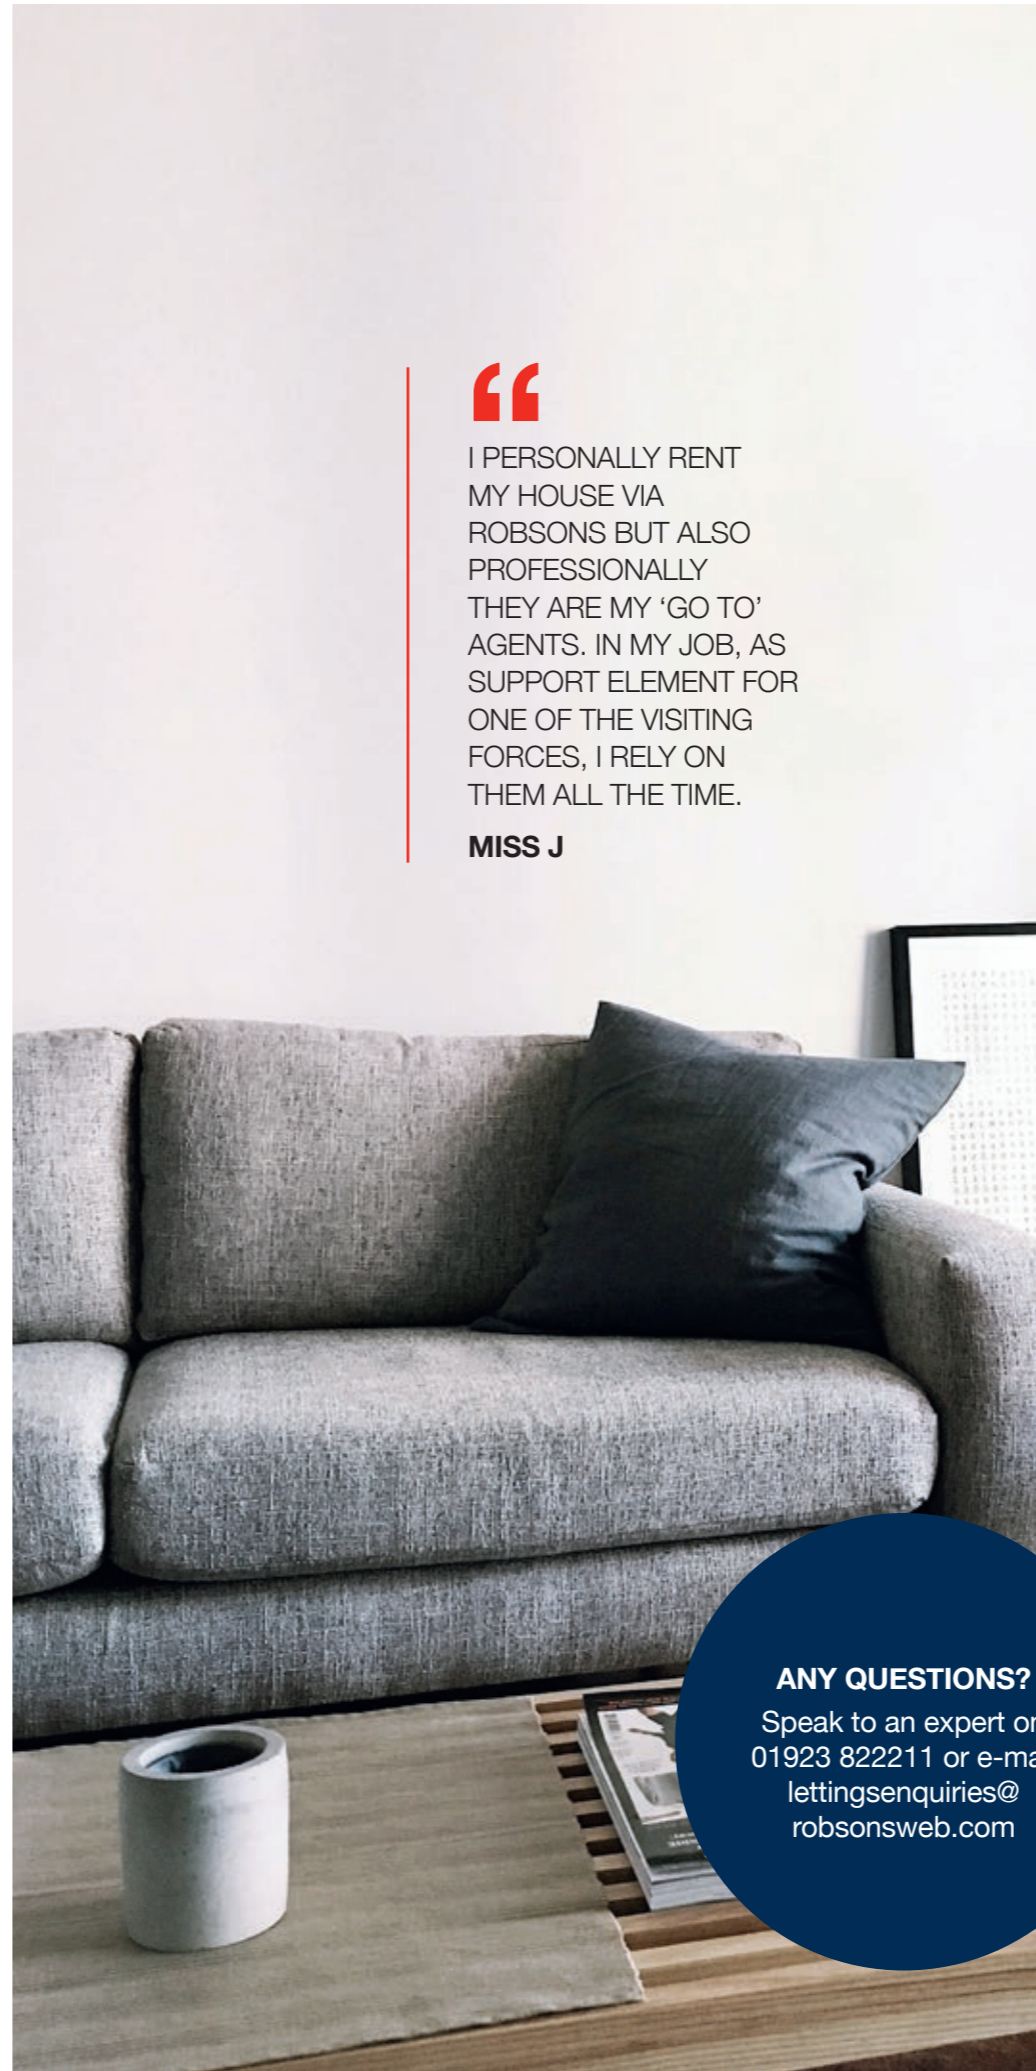 “
I PERSONALLY RENT
MY HOUSE VIA
ROBSONS BUT ALSO
PROFESSIONALLY
THEY ARE MY ‘GO TO’
AGENTS. IN MY JOB, AS
SUPPORT ELEMENT FOR
ONE OF THE VISITING
FORCES, I RELY ON
THEM ALL THE TIME.
MISS J
ANY QUESTIONS?
Speak to an expert
01923 822211 or
lettingsenquiries@
robsonsweb.com